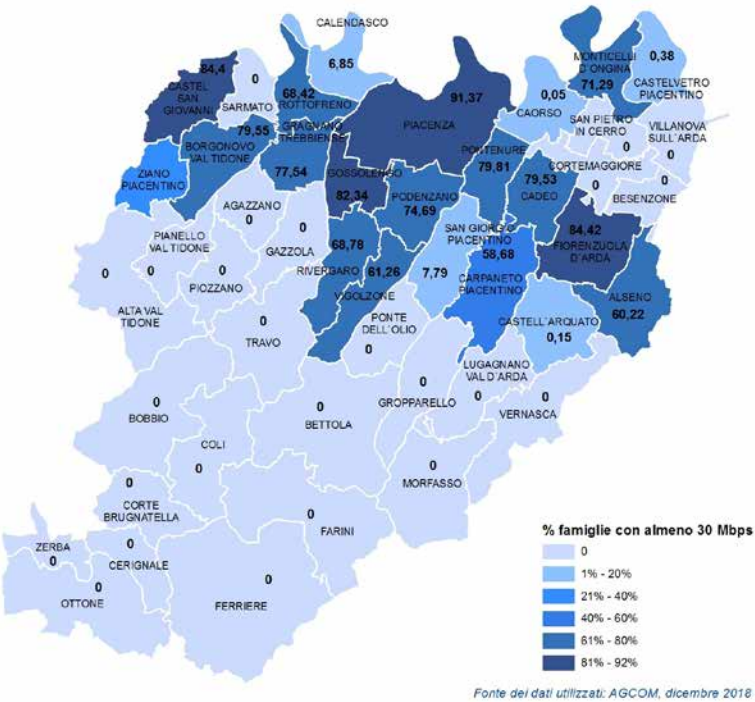 CALENDASCO
6,85
84,4
CASTEL
SAN
GIOVANNI
0
SARMATO
68,42
ROTTOFRENO
91,37
PIACENZA
0,05
CAORSO
MONTICELLI
D'ONGINA
71,29
0,38
CASTELVETRO
PIACENTINO
SAN PIETRO
IN CERRO
0
VILLANOVA
SULL'ARDA
0
79,55
BORGONOVO
VAL TIDONE
GRAGNANO
TREBBIENSE
77,54
ZIANO
PIACENTINO
GOSSOLENGO
82,34
PODENZANO
74,69
PONTENURE
79,81
79,53
CADEO
CORTEMAGGIORE
0
BESENZONE
0
AGAZZANO
0
0
GAZZOLA
PIANELLO
VAL TIDONE
0
0
PIOZZANO
0
ALTA VAL
TIDONE
68,78
RIVERGARO
61,26
VIGOLZONE
SAN GIORGIO
PIACENTINO
7,79
58,68
CARPANETO
PIACENTINO
84,42
FIORENZUOLA
D'ARDA
ALSENO
60,22
0
TRAVO
PONTE
DELL'OLIO
0
CASTELL'ARQUATO
0,15
LUGAGNANO
VAL D'ARDA
0
0
GROPPARELLO
0
VERNASCA
0
BOBBIO
0
BETTOLA
COLI
0
0
MORFASSO
0
CORTE
BRUGNATELLA
0
FARINI
ZERBA
0
0
CERIGNALE
0
OTTONE
0
FERRIERE
% famiglie con almeno 30 Mbps
0
1% - 20%
21% - 40%
40% - 60%
61% - 80%
81% - 92%
Fonte dei dati utilizzati: AGCOM, dicembre 2018